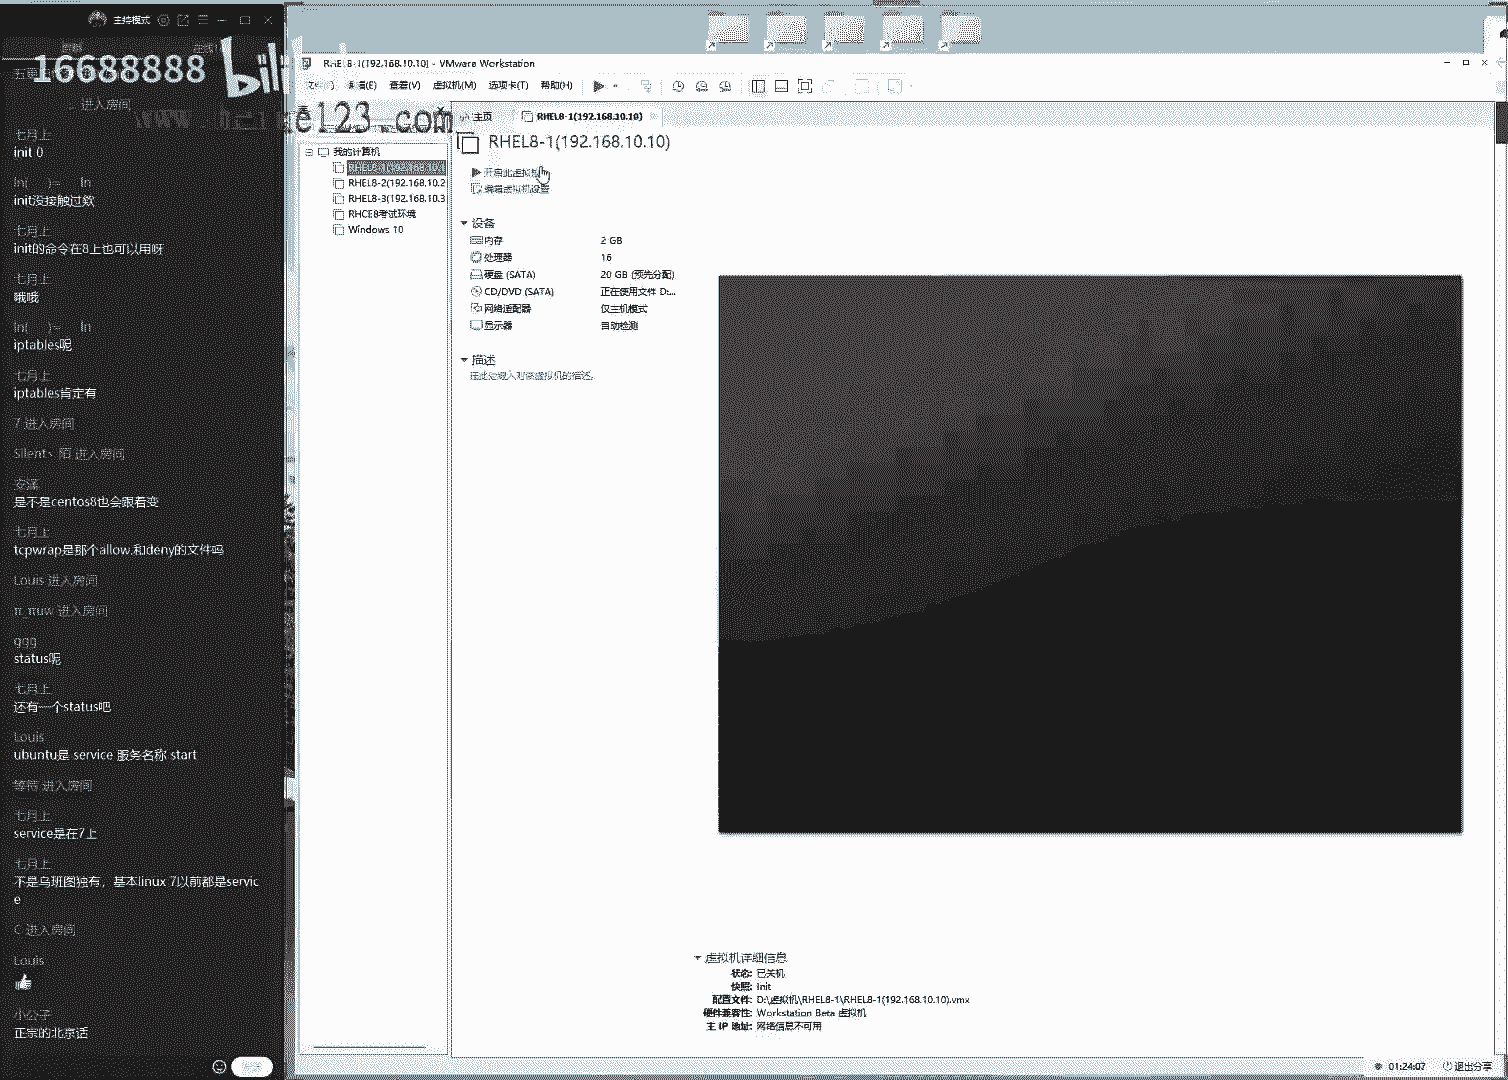 主持模式
16688888
进入房间
七月上
init 0
ln( )= ln
init没接触过欸
七月上
init的命令在8上也可以用呀
七月上
哦哦
ln( )= ln
iptables呢
七月上
iptables肯定有
7 进入房间
Silent丶陌 进入房间
是不是centos8也会跟着变
七月上
tcpwrap是那个allow.和deny的文件吗
Louis 进入房间
π_πuw 进入房间
ggg
status呢
七月上
还有一个status吧
Louis
ubuntu是 service 服务名称 start
等待 进入房间
七月上
service是在7上
七月上
不是乌班图独有，基本linux 7以前都是servic
e
C 进入房间
Louis
小公子
正宗的北京话
RHEL8-1(192.168.10.10) - VMware Workstation
查看(V) 虚拟机(M) 选项卡(T) 帮助(H)
主页
RHEL8-1(192.168.10.10)
我的计算机
RHEL8-1(192.168.10.1
RHEL8-2(192.168.10.2
RHEL8-3(192.168.10.3
RHCE8考试环境
Windows 10
RHEL8-1(192.168.10.10)
开启此虚拟机
编辑虚拟机设置
设备
内存 2 GB
处理器 16
硬盘 (SATA) 20 GB (预先分配)
CD/DVD (SATA) 正在使用文件 D:...
网络适配器 仅主机模式
显示器 自动检测
描述
在此处键入对该虚拟机的描述。
虚拟机详细信息
状态: 已关机
快照: Init
配置文件: D:\虚拟机\RHEL8-1\RHEL8-1(192.168.10.10).vmx
硬件兼容性: Workstation Beta 虚拟机
主 IP 地址: 网络信息不可用
01:24:07
退出分享